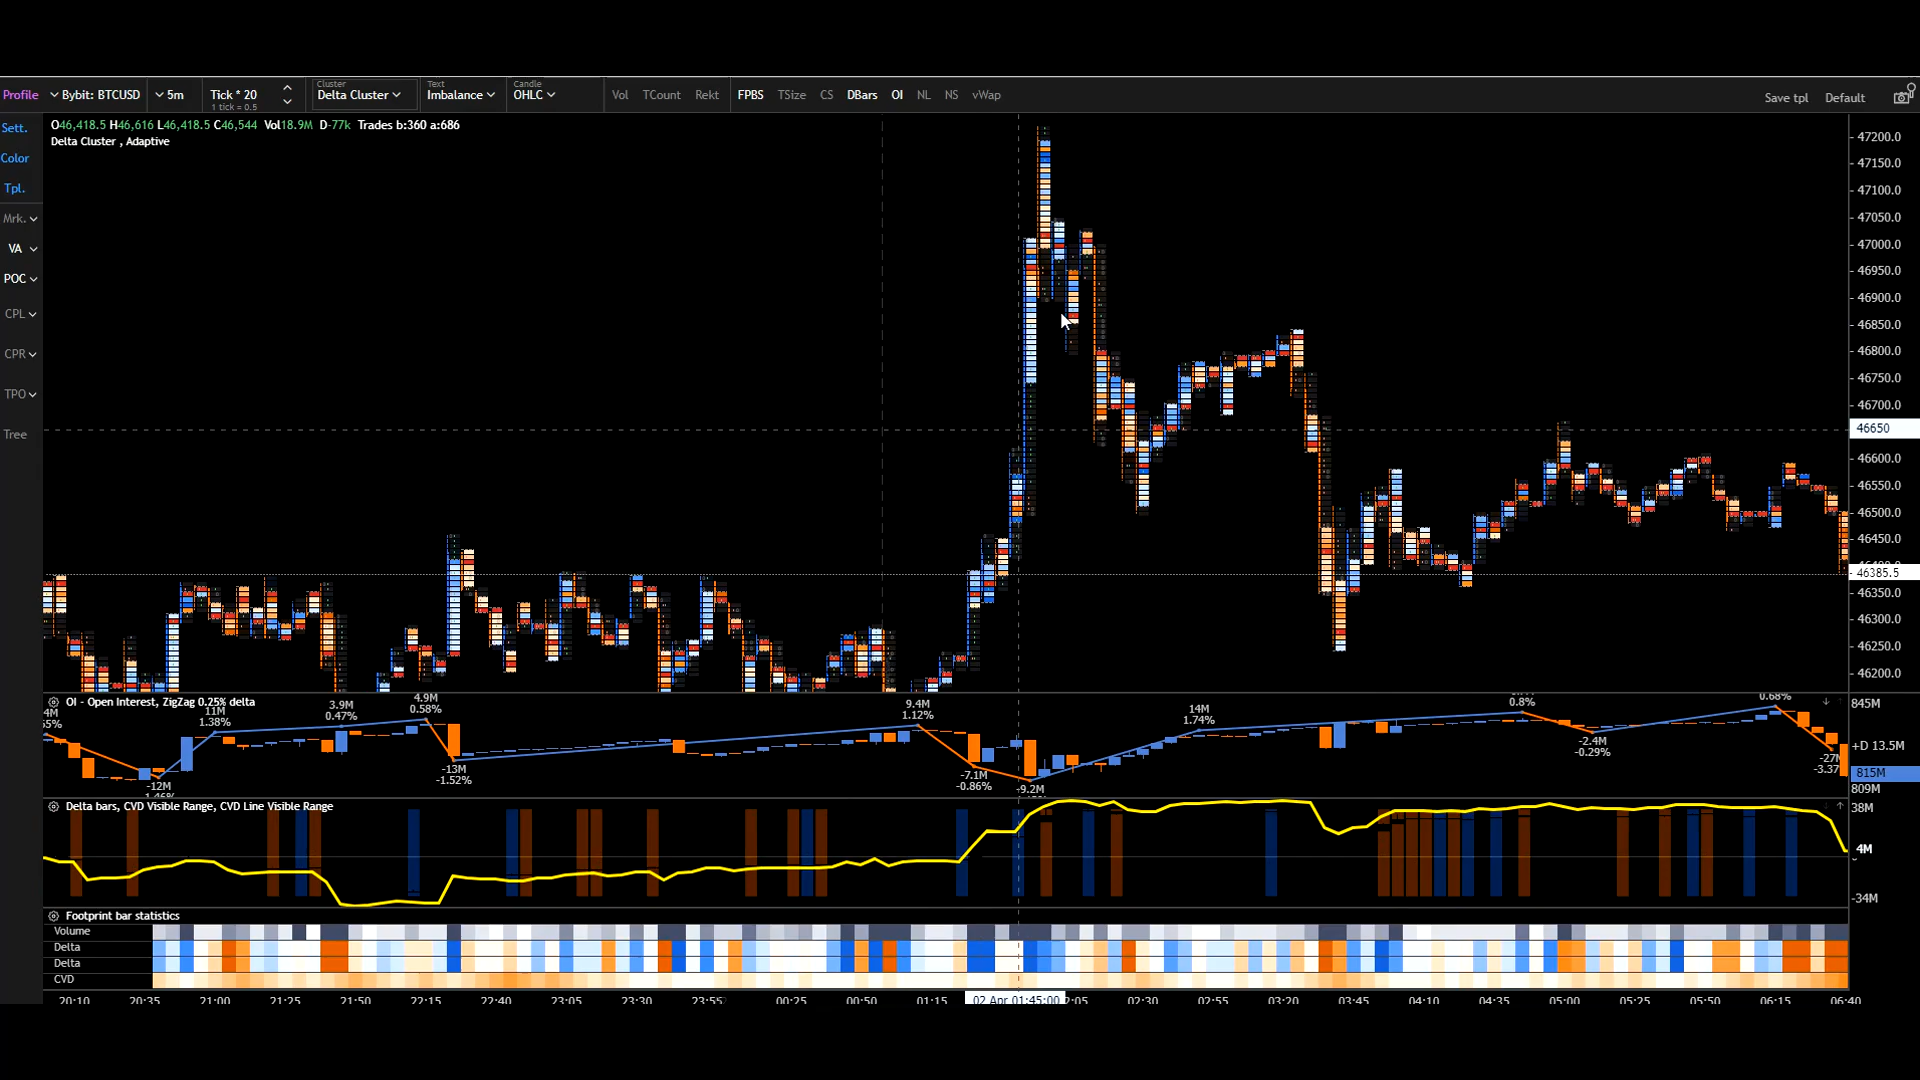 Profile Bybit: BTCUSD 5m Tick * 20 1 tick = 0.5 Cluster Delta Cluster Text Imbalance Candle OHLC Vol TCount Rekt FPBS TSize CS DBars OI NL NS vWap Save tpl Default
Sett.
Color
Tpl.
Mrk.
VA
POC
CPL
CPR
TPO
Tree
O46,418.5 H46,616 L46,418.5 C46,544 Vol18.9M D-77k Trades b:360 a:686
Delta Cluster , Adaptive
47200.0
47150.0
47100.0
47050.0
47000.0
46950.0
46900.0
46850.0
46800.0
46750.0
46700.0
46650
46600.0
46550.0
46500.0
46450.0
46385.5
46350.0
46300.0
46250.0
46200.0
OI - Open Interest, ZigZag 0.25% delta
11M
1.38%
3.9M
0.47%
4.9M
0.58%
9.4M
1.12%
14M
1.74%
0.8%
0.68%
-12M
-13M
-1.52%
-7.1M
-0.86%
-9.2M
-2.4M
-0.29%
845M
+D 13.5M
815M
809M
Delta bars, CVD Visible Range, CVD Line Visible Range
38M
4M
-34M
Footprint bar statistics
Volume
Delta
Delta
CVD
20:10 20:35 21:00 21:25 21:50 22:15 22:40 23:05 23:30 23:55 00:25 00:50 01:15 02 Apr 01:45:00 2:05 02:30 02:55 03:20 03:45 04:10 04:35 05:00 05:25 05:50 06:15 06:40